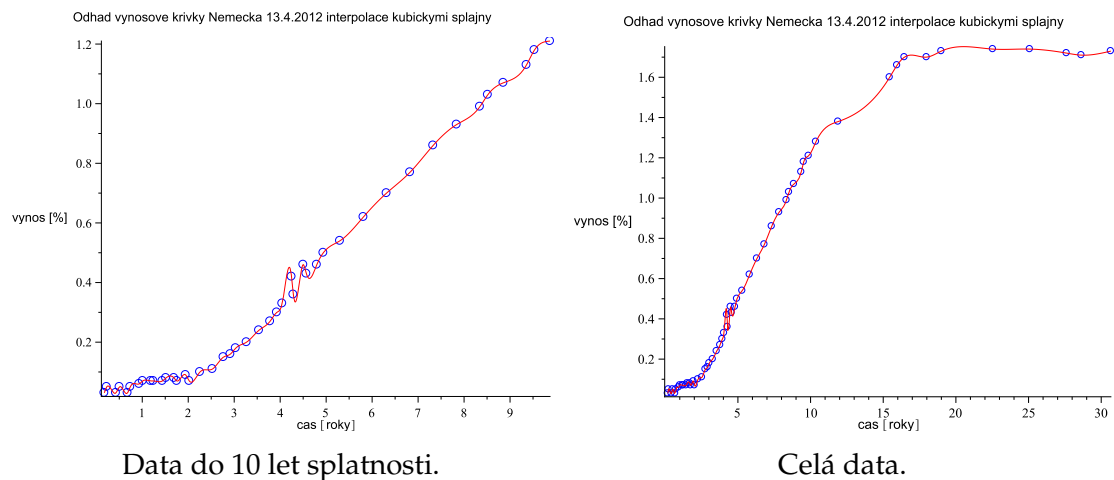 Odhad vynosove krivky Nemecka 13.4.2012 interpolace kubickymi splajny
1.2
1.0
0.8
vynos [%]
0.6
0.4
0.2
1 2 3 4 5 6 7 8 9
cas [roky]
Data do 10 let splatnosti.
Odhad vynosove krivky Nemecka 13.4.2012 interpolace kubickymi splajny
1.6
1.4
1.2
1.0
vynos [%]
0.8
0.6
0.4
0.2
5 10 15 20 25 30
cas [roky]
Celá data.